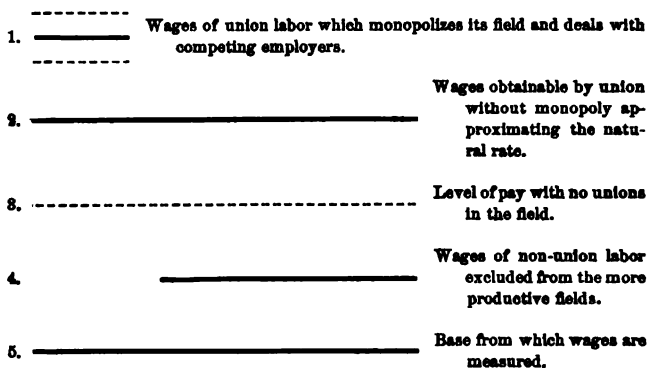 1. Wages of union labor which monopolizes its field and deals with
competing employers.
2. Wages obtainable by union
without monopoly ap-
proximating the natu-
ral rate.
3. Level of pay with no unions
in the field.
4. Wages of non-union labor
excluded from the more
productive fields.
5. Base from which wages are
measured.